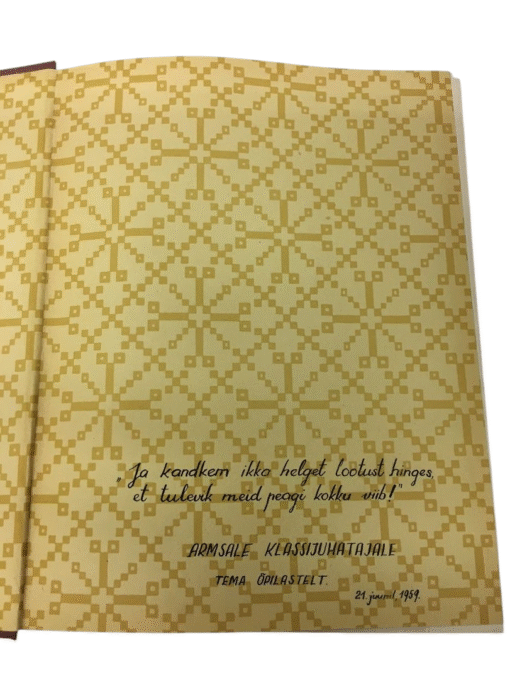 „Ja kandkem ikka helget lootust hinges,
et tulevik meid peagi kokku viib!"
ARMSALE KLASSIJUHATAJALE
TEMA ÕPILASTELT.
21. juunil, 1959.